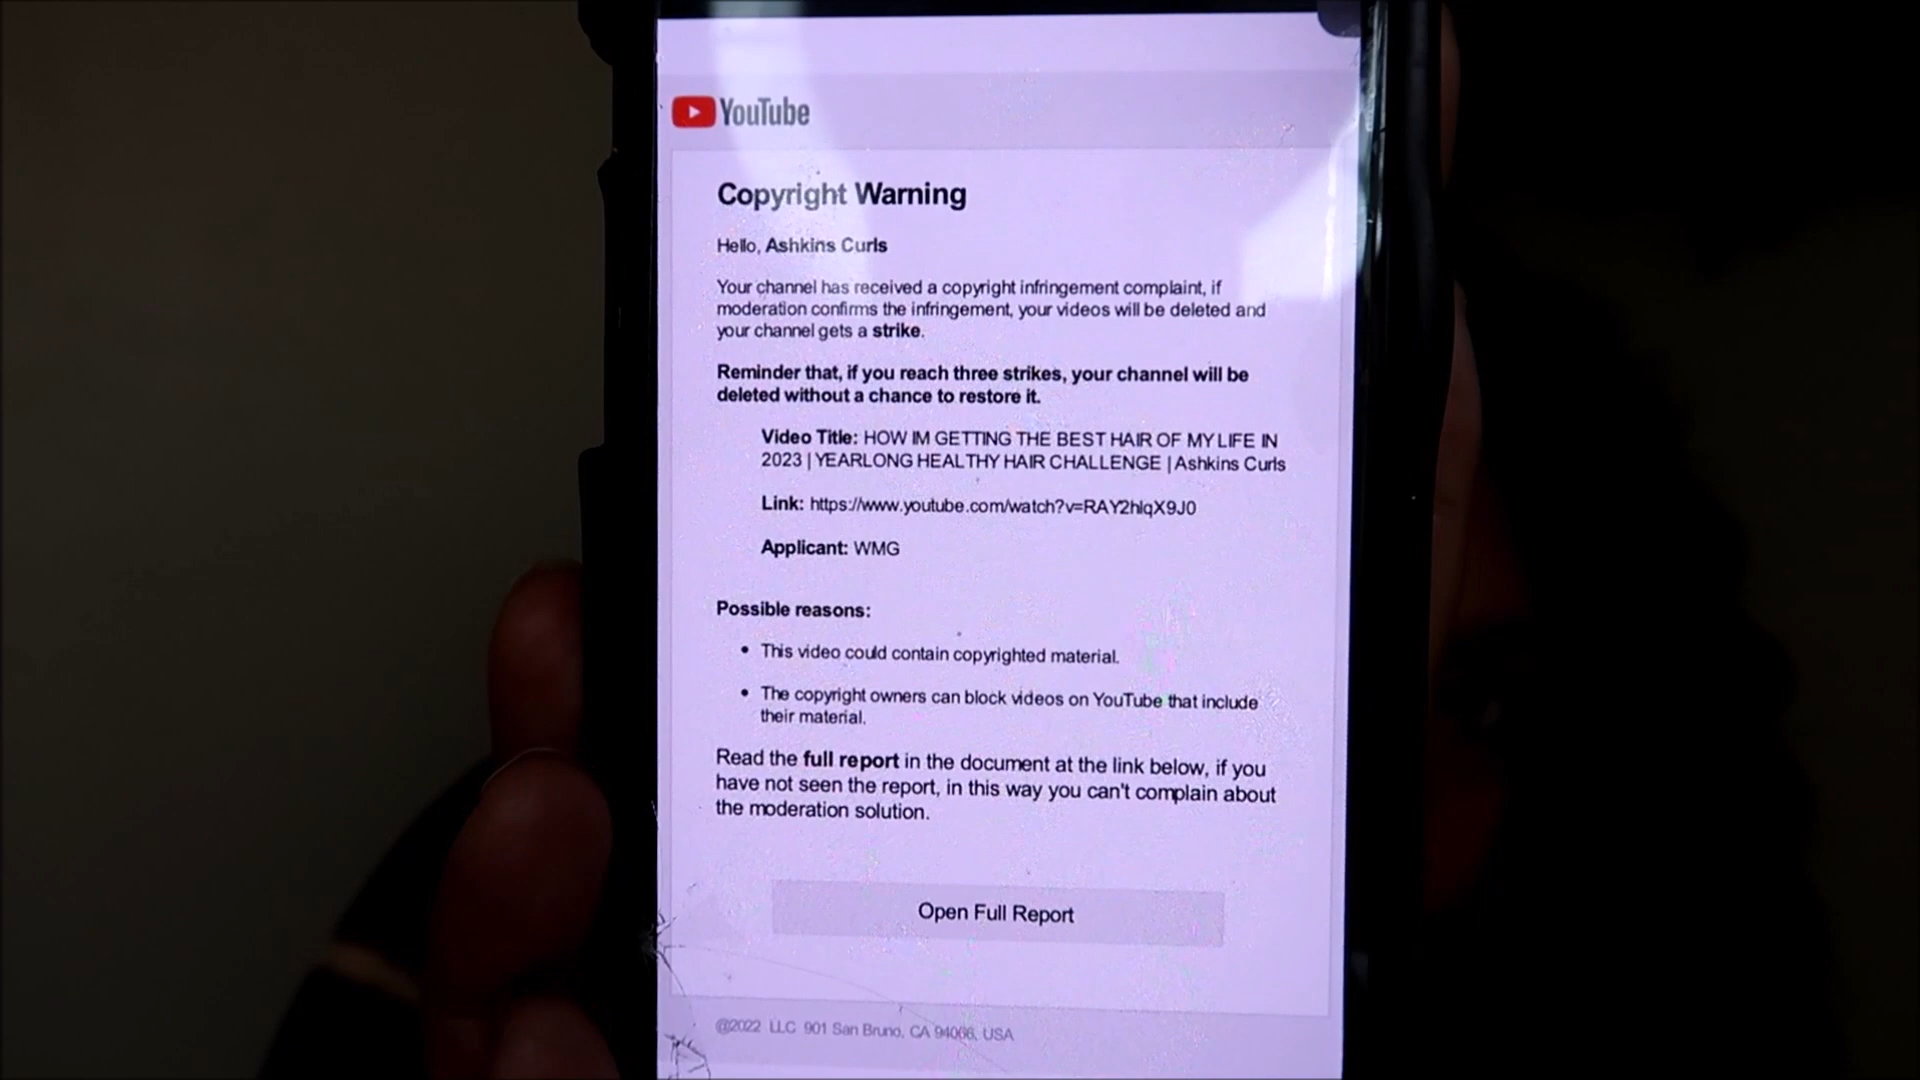 YouTube
Copyright Warning
Hello, Ashkins Curls
Your channel has received a copyright infringement complaint, if
moderation confirms the infringement, your videos will be deleted and
your channel gets a strike.
Reminder that, if you reach three strikes, your channel will be
deleted without a chance to restore it.
Video Title: HOW IM GETTING THE BEST HAIR OF MY LIFE IN
2023 | YEARLONG HEALTHY HAIR CHALLENGE | Ashkins Curls
Link: https://www.youtube.com/watch?v=RAY2hlqX9J0
Applicant: WMG
Possible reasons:
• This video could contain copyrighted material.
• The copyright owners can block videos on YouTube that include
their material.
Read the full report in the document at the link below, if you
have not seen the report, in this way you can't complain about
the moderation solution.
Open Full Report
@2022 LLC 901 San Bruno, CA 94066, USA